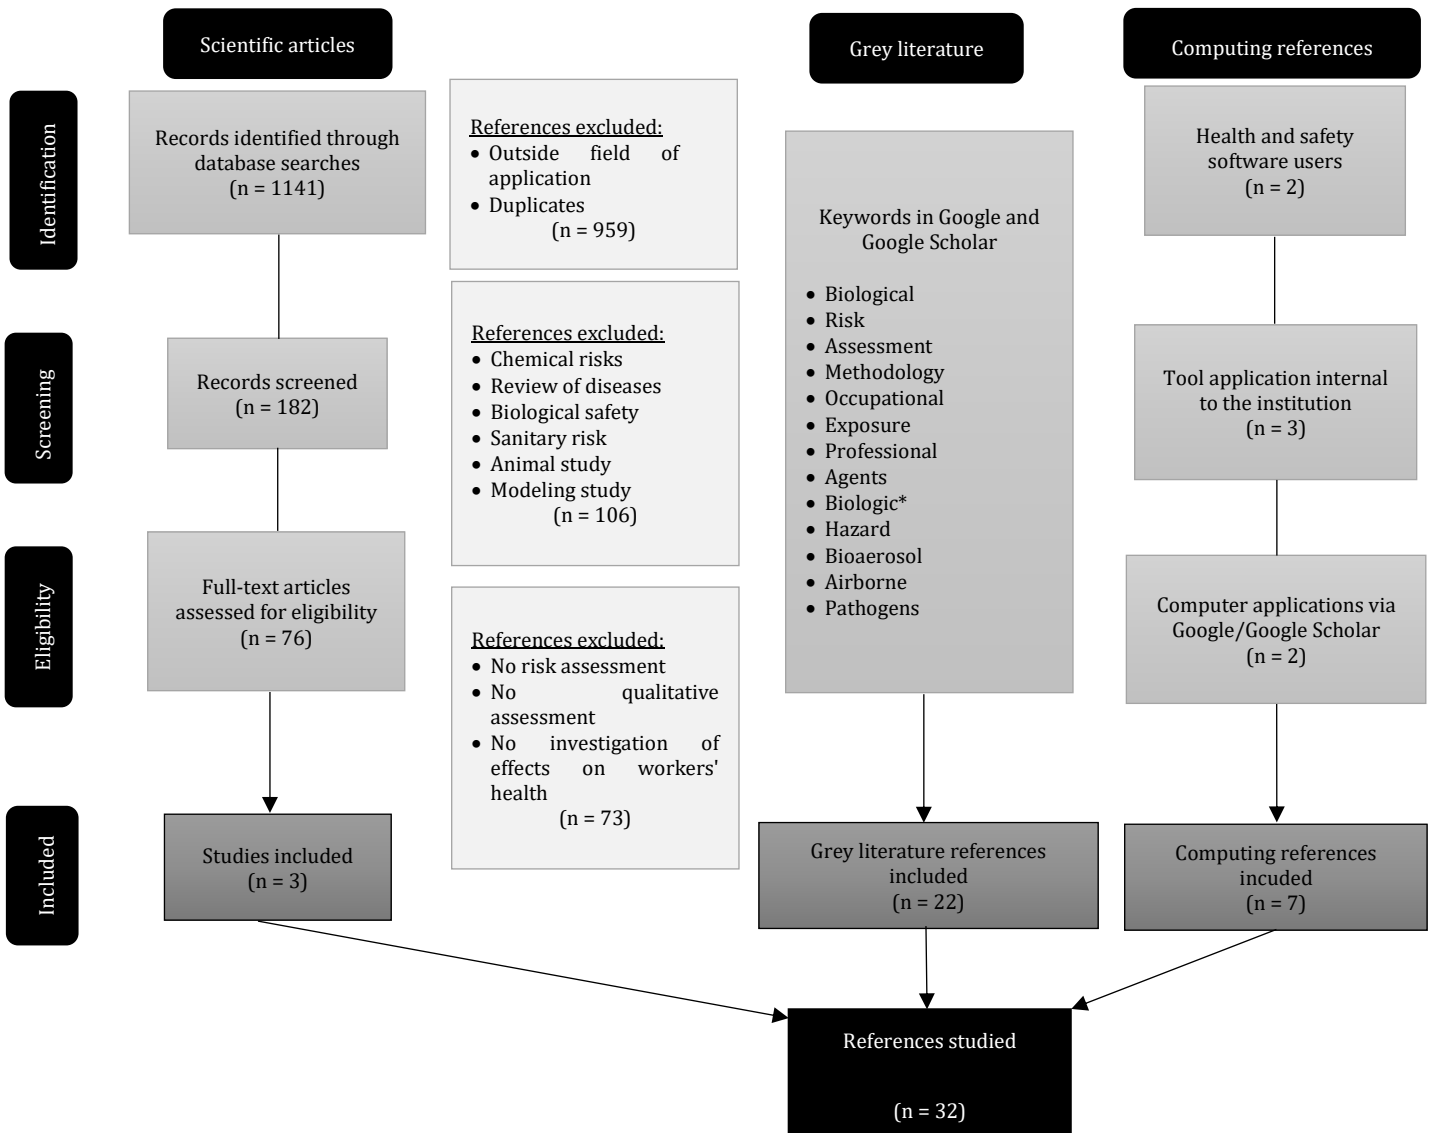 Scientific articles
Grey literature
Computing references
Identification
Records identified through
database searches
(n = 1141)
References excluded:
• Outside field of
application
• Duplicates
(n = 959)
Keywords in Google and
Google Scholar
• Biological
• Risk
• Assessment
• Methodology
• Occupational
• Exposure
• Professional
• Agents
• Biologic*
• Hazard
• Bioaerosol
• Airborne
• Pathogens
Health and safety
software users
(n = 2)
Screening
Records screened
(n = 182)
References excluded:
• Chemical risks
• Review of diseases
• Biological safety
• Sanitary risk
• Animal study
• Modeling study
(n = 106)
Tool application internal
to the institution
(n = 3)
Eligibility
Full-text articles
assessed for eligibility
(n = 76)
References excluded:
• No risk assessment
• No qualitative
assessment
• No investigation of
effects on workers'
health
(n = 73)
Computer applications via
Google/Google Scholar
(n = 2)
Included
Studies included
(n = 3)
Grey literature references
included
(n = 22)
Computing references
incuded
(n = 7)
References studied
(n = 32)